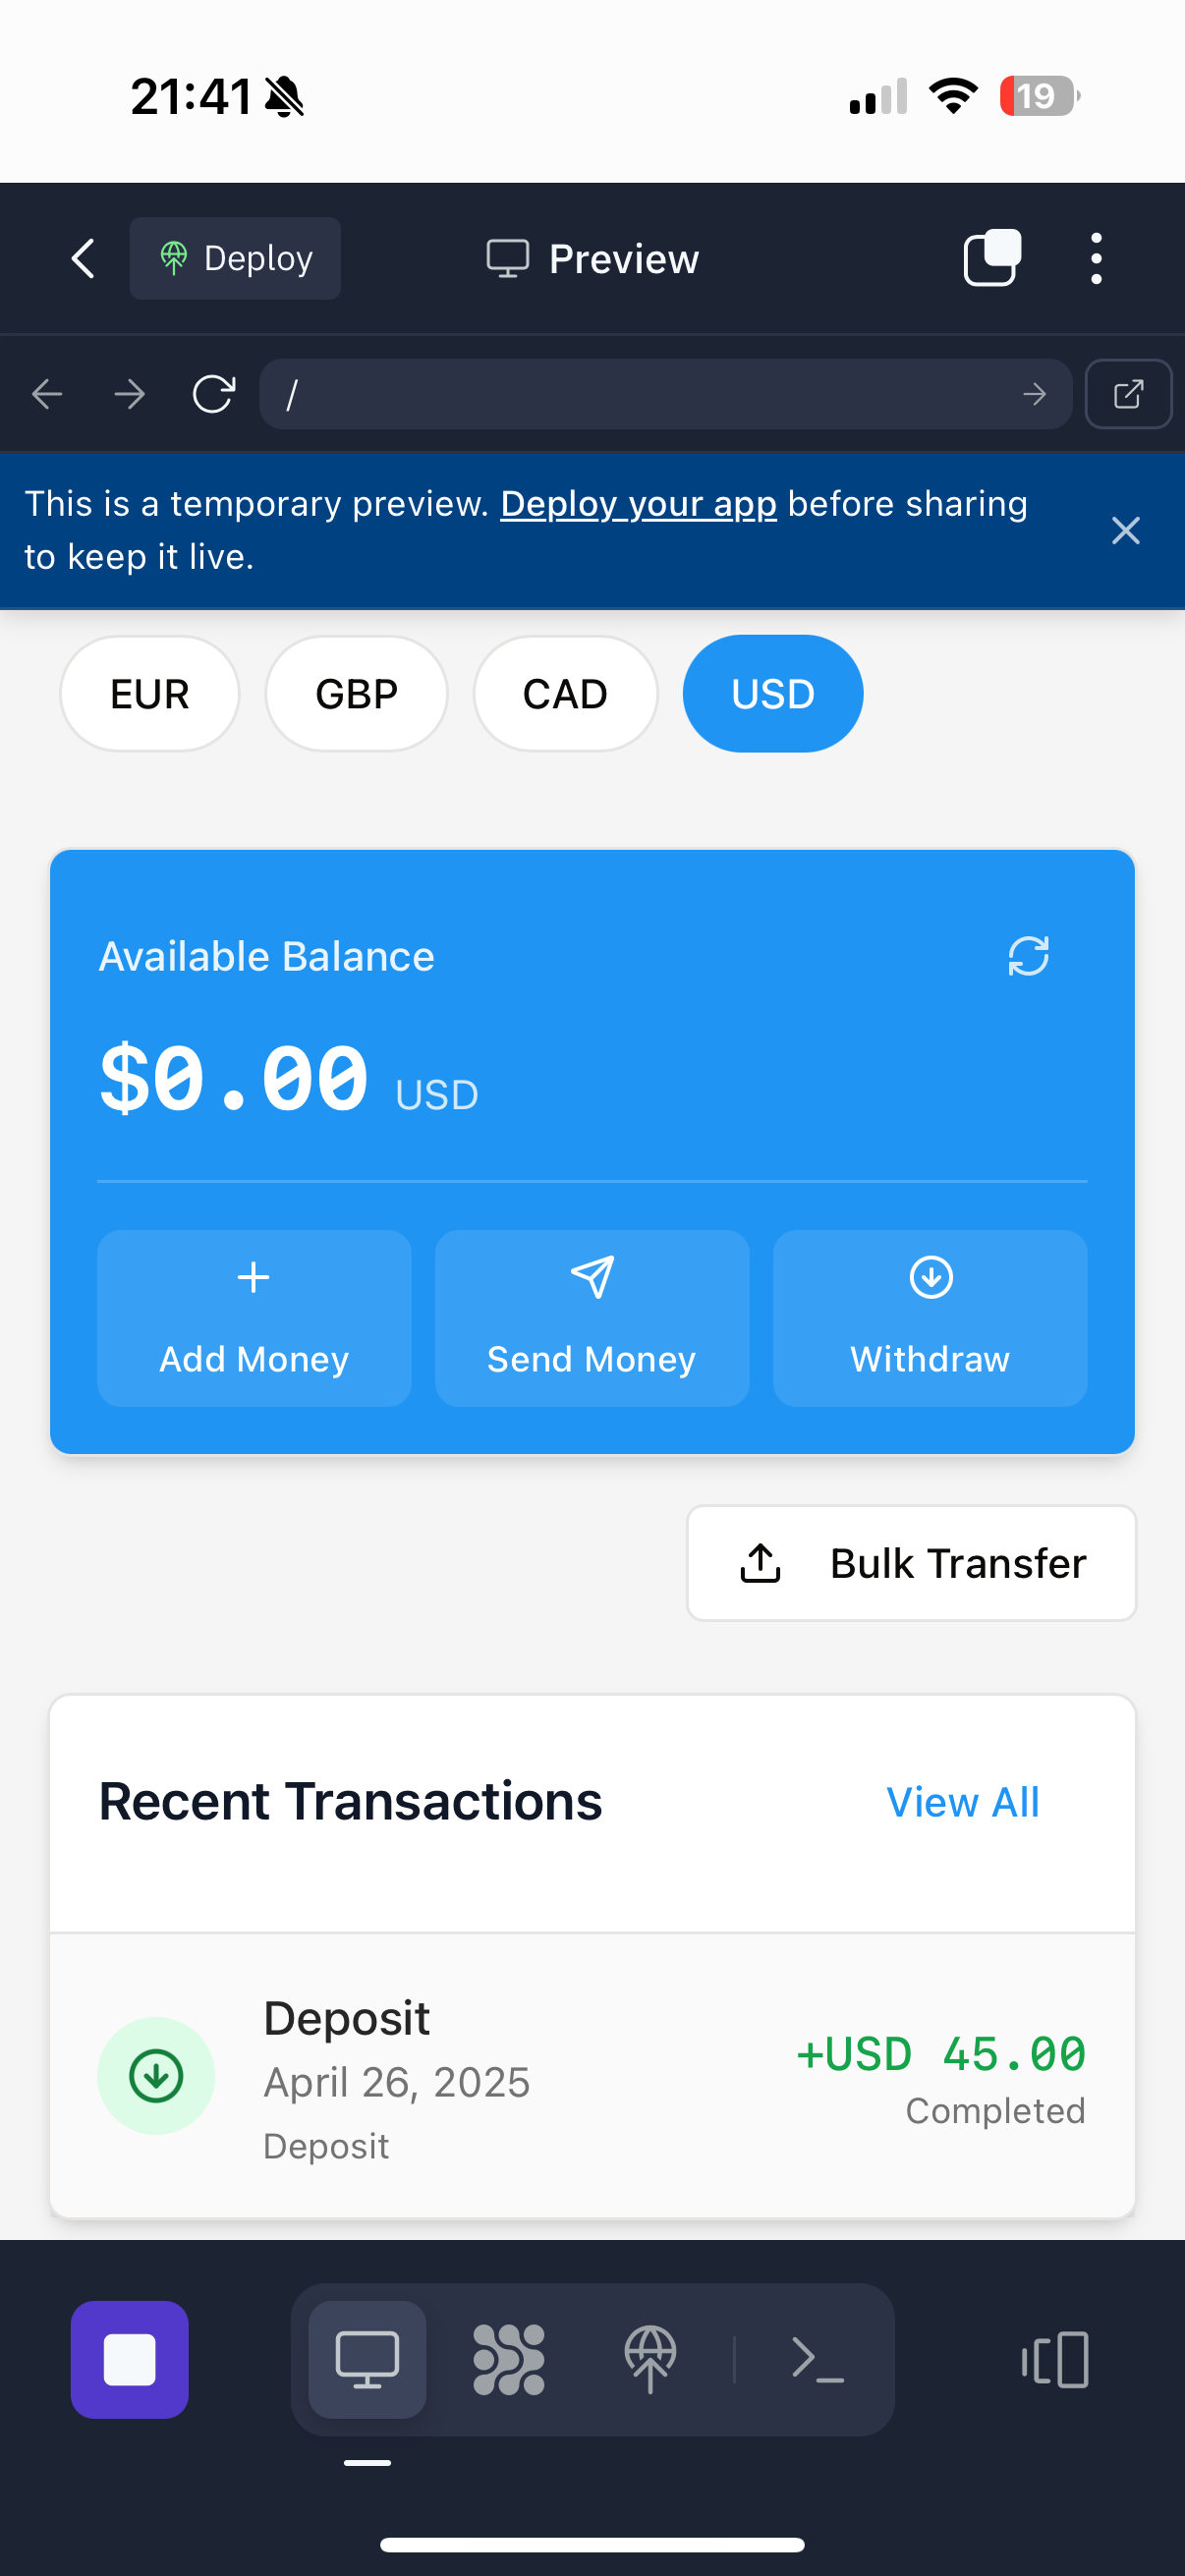 21:41
19
Deploy
Preview
/
This is a temporary preview. Deploy your app before sharing
to keep it live.
EUR
GBP
CAD
USD
Available Balance
$0.00 USD
Add Money
Send Money
Withdraw
Bulk Transfer
Recent Transactions
View All
Deposit
April 26, 2025
Deposit
+USD 45.00
Completed